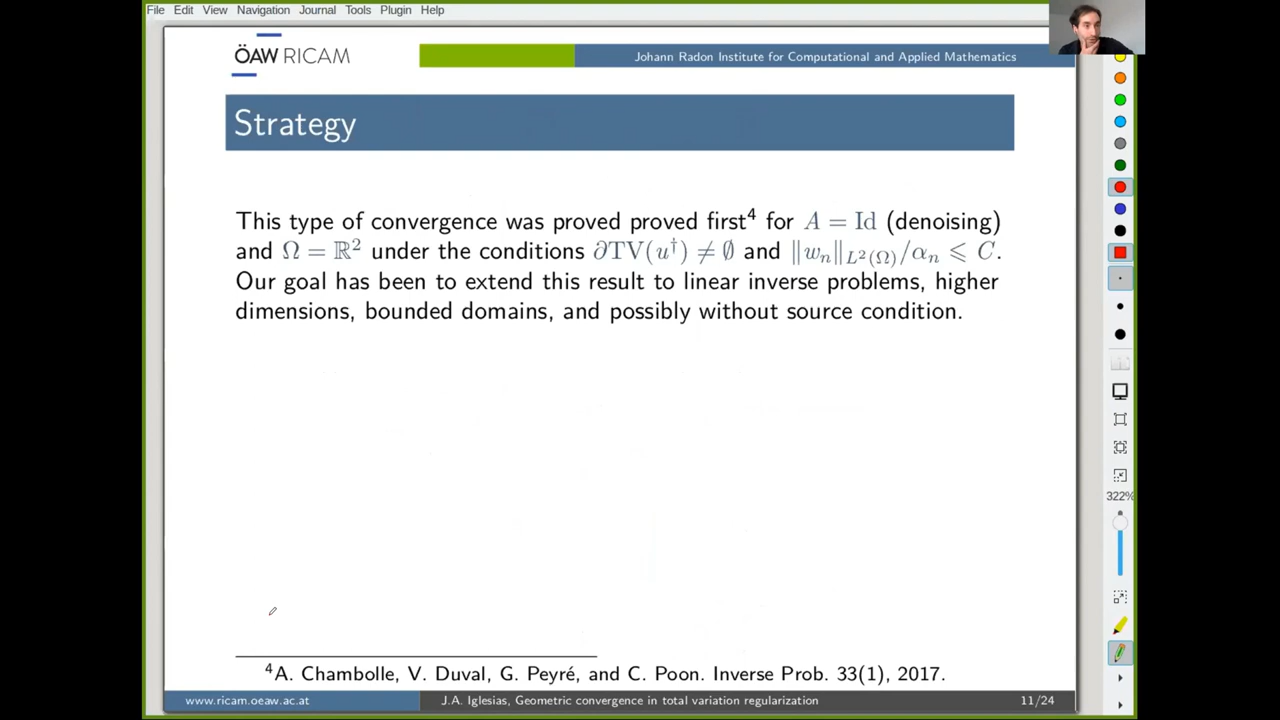 File Edit View Navigation Journal Tools Plugin Help
ÖAW RICAM
Johann Radon Institute for Computational and Applied Mathematics
Strategy
This type of convergence was proved proved first⁴ for A = Id (denoising)
and Ω = ℝ² under the conditions ∂TV(u†) ≠ ∅ and ‖wₙ‖_{L²(Ω)}/αₙ ⩽ C.
Our goal has been to extend this result to linear inverse problems, higher
dimensions, bounded domains, and possibly without source condition.
322%
⁴A. Chambolle, V. Duval, G. Peyré, and C. Poon. Inverse Prob. 33(1), 2017.
www.ricam.oeaw.ac.at J.A. Iglesias, Geometric convergence in total variation regularization 11/24